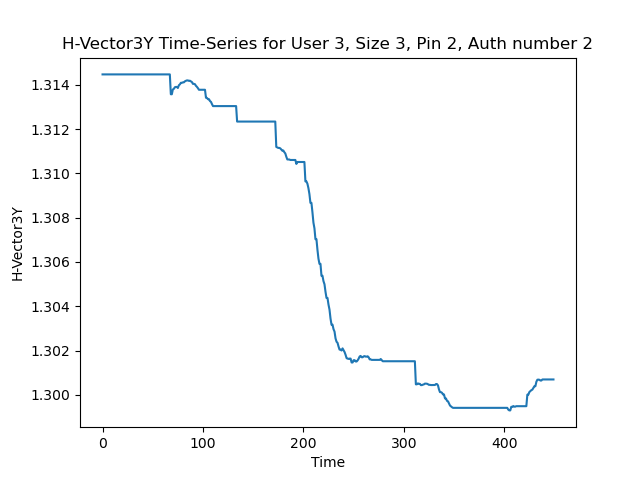 H-Vector3Y Time-Series for User 3, Size 3, Pin 2, Auth number 2
H-Vector3Y
1.314
1.312
1.310
1.308
1.306
1.304
1.302
1.300
0 100 200 300 400
Time